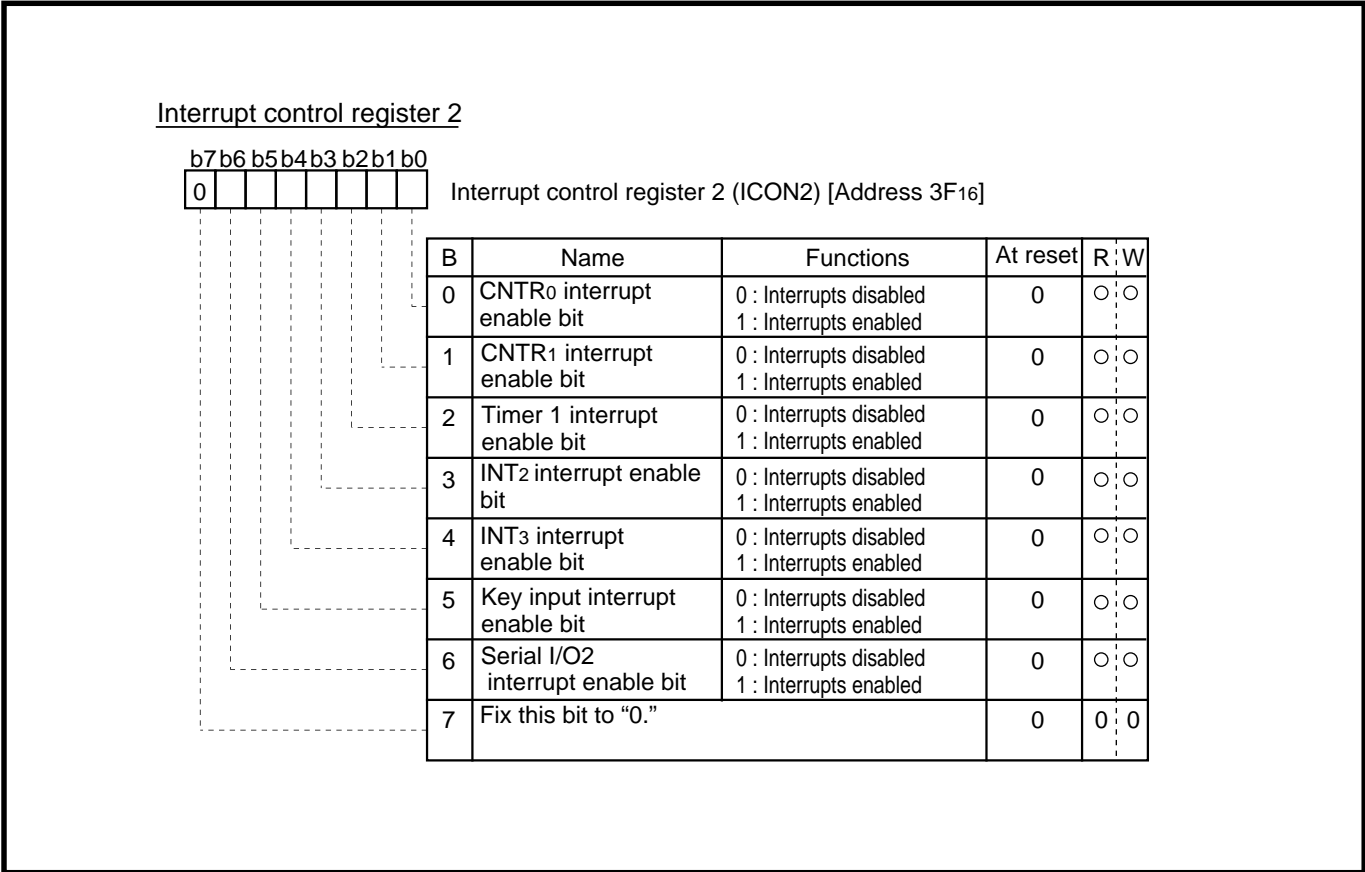 Interrupt control register 2
b7 b6 b5 b4 b3 b2 b1 b0
0
Interrupt control register 2 (ICON2) [Address 3F16]
B Name Functions At reset R W
0 CNTR0 interrupt enable bit 0 : Interrupts disabled 0 ○ ○
1 : Interrupts enabled
1 CNTR1 interrupt enable bit 0 : Interrupts disabled 0 ○ ○
1 : Interrupts enabled
2 Timer 1 interrupt enable bit 0 : Interrupts disabled 0 ○ ○
1 : Interrupts enabled
3 INT2 interrupt enable bit 0 : Interrupts disabled 0 ○ ○
1 : Interrupts enabled
4 INT3 interrupt enable bit 0 : Interrupts disabled 0 ○ ○
1 : Interrupts enabled
5 Key input interrupt enable bit 0 : Interrupts disabled 0 ○ ○
1 : Interrupts enabled
6 Serial I/O2 interrupt enable bit 0 : Interrupts disabled 0 ○ ○
1 : Interrupts enabled
7 Fix this bit to “0.” 0 0 0